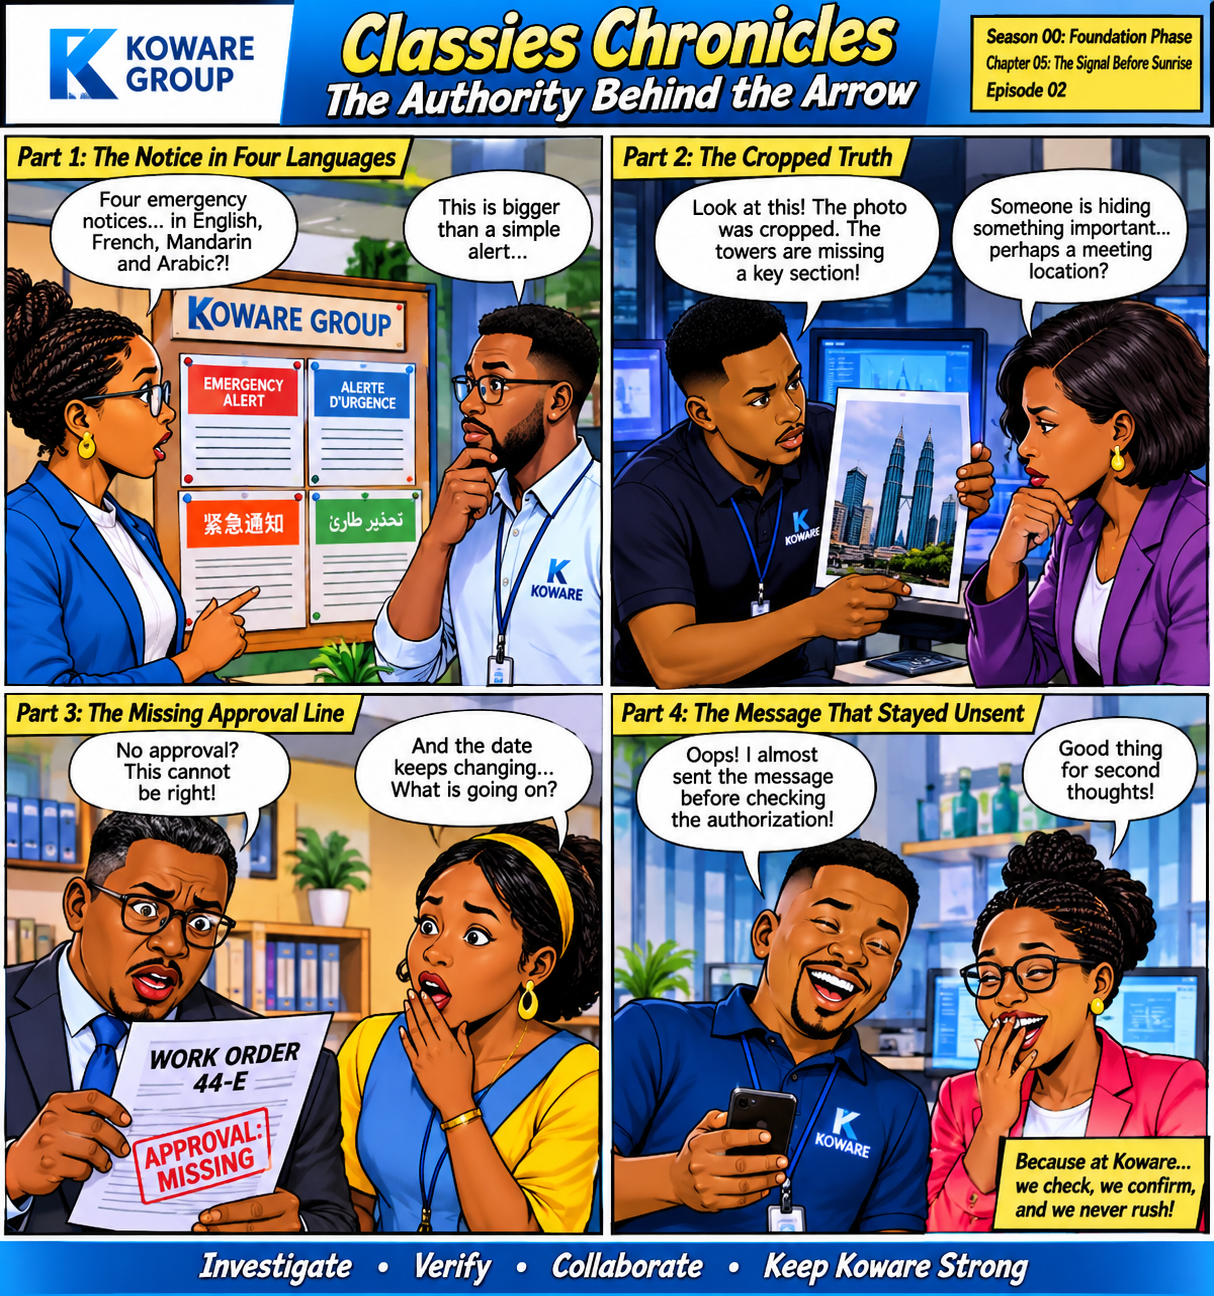 KOWARE
GROUP
Classies Chronicles
The Authority Behind the Arrow
Season 00: Foundation Phase
Chapter 05: The Signal Before Sunrise
Episode 02
Part 1: The Notice in Four Languages
Four emergency
notices... in English,
French, Mandarin
and Arabic?!
This is bigger
than a simple
alert...
KOWARE GROUP
EMERGENCY
ALERT
ALERTE
D'URGENCE
紧急通知
تحذير طارئ
KOWARE
Part 2: The Cropped Truth
Look at this! The photo
was cropped. The
towers are missing
a key section!
Someone is hiding
something important...
perhaps a meeting
location?
KOWARE
Part 3: The Missing Approval Line
No approval?
This cannot
be right!
And the date
keeps changing...
What is going on?
WORK ORDER
44-E
APPROVAL:
MISSING
Part 4: The Message That Stayed Unsent
Oops! I almost
sent the message
before checking
the authorization!
Good thing
for second
thoughts!
KOWARE
Because at Koware...
we check, we confirm,
and we never rush!
Investigate • Verify • Collaborate • Keep Koware Strong